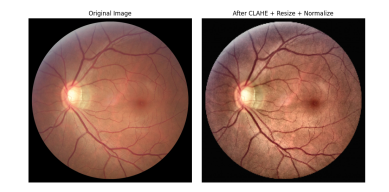 Original Image
After CLAHE + Resize + Normalize